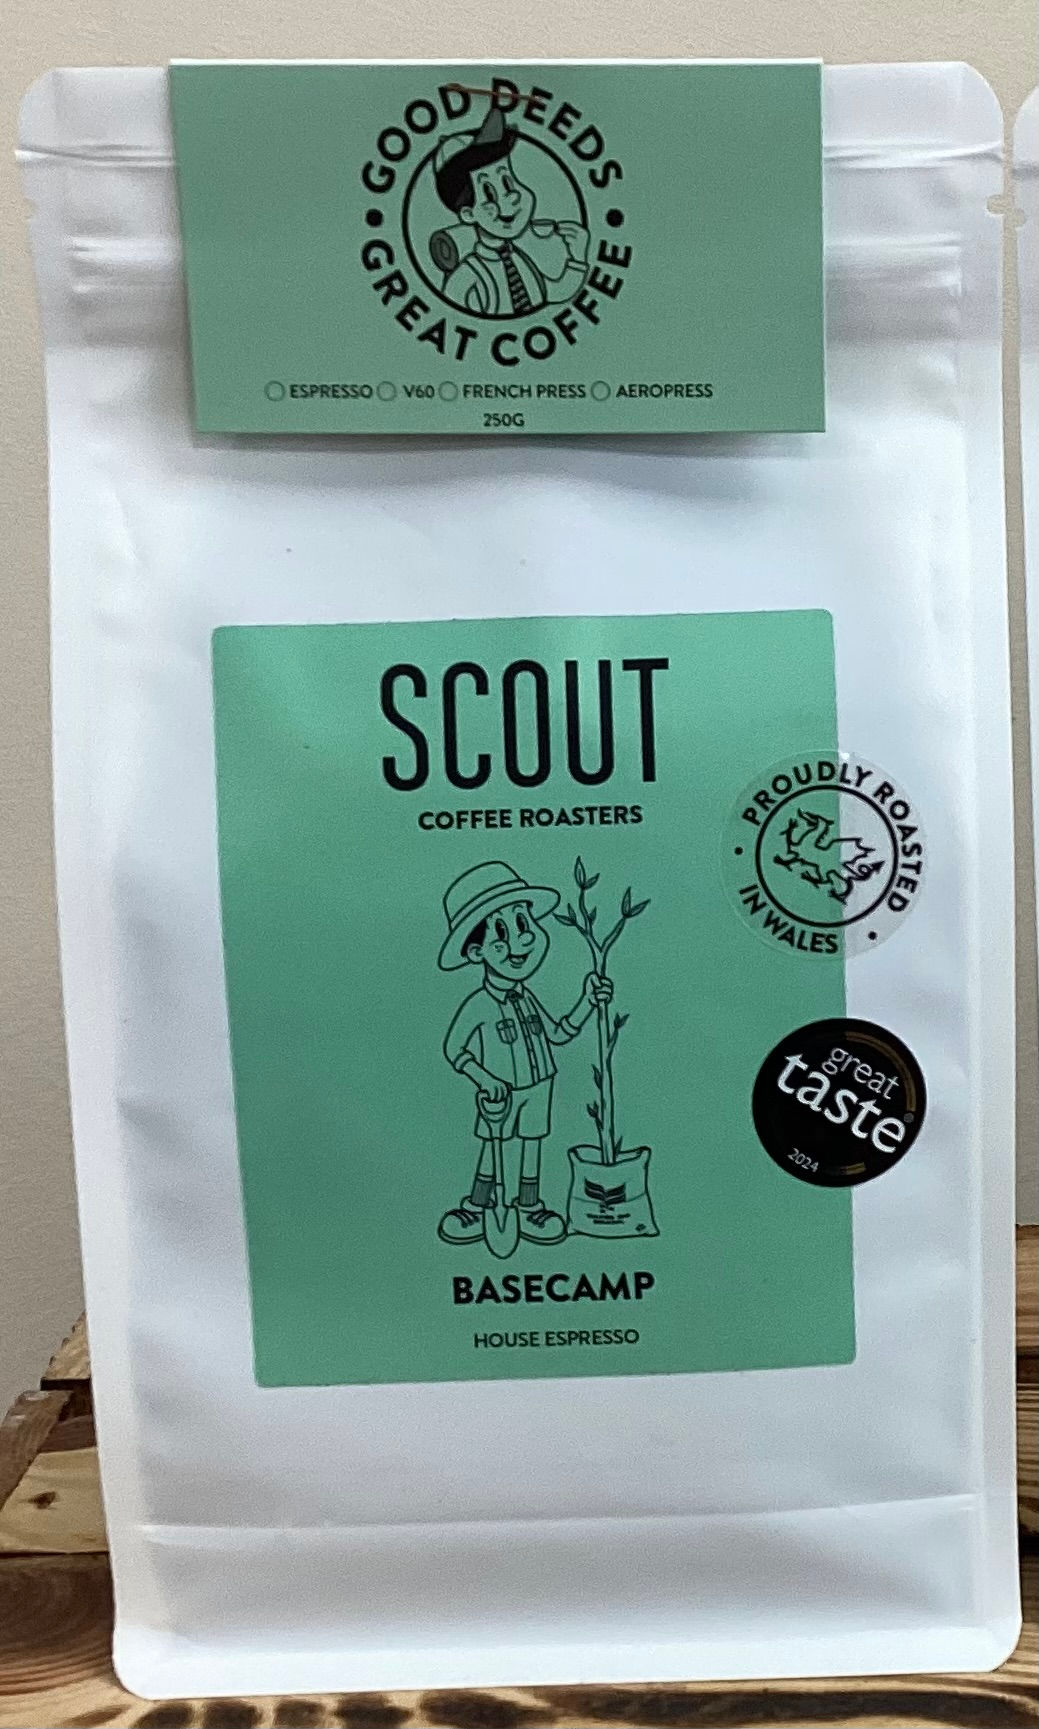 GOOD DEEDS
GREAT COFFEE
ESPRESSO V60 FRENCH PRESS AEROPRESS
250G
SCOUT
COFFEE ROASTERS
PROUDLY ROASTED
IN WALES
great
taste
2024
BASECAMP
HOUSE ESPRESSO